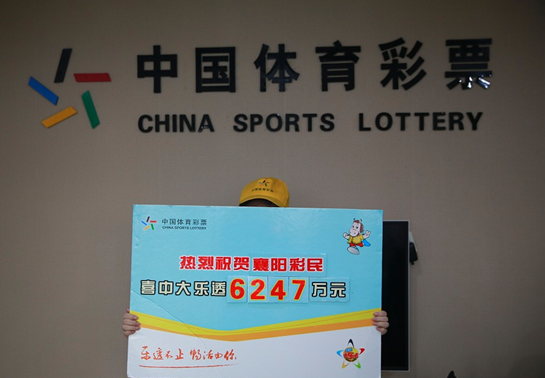 中国体育彩票
CHINA SPORTS LOTTERY
中国体育彩票
CHINA SPORTS LOTTERY
热烈祝贺襄阳彩民
喜中大乐透6247万元
乐透不止 畅活由你